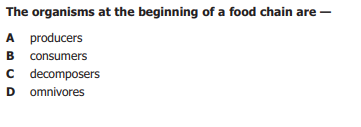 The organisms at the beginning of a food chain are —
A producers
B consumers
C decomposers
D omnivores